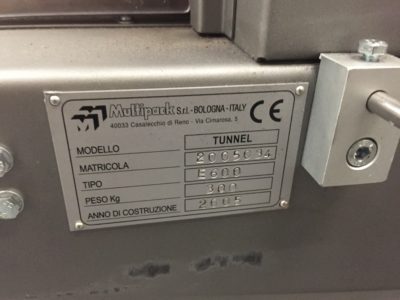 Multipack S.r.l. - BOLOGNA - ITALY CE
40033 Casalecchio di Reno - Via Cimarosa, 5
MODELLO TUNNEL
MATRICOLA 2005634
TIPO E600
PESO Kg 300
ANNO DI COSTRUZIONE 2005